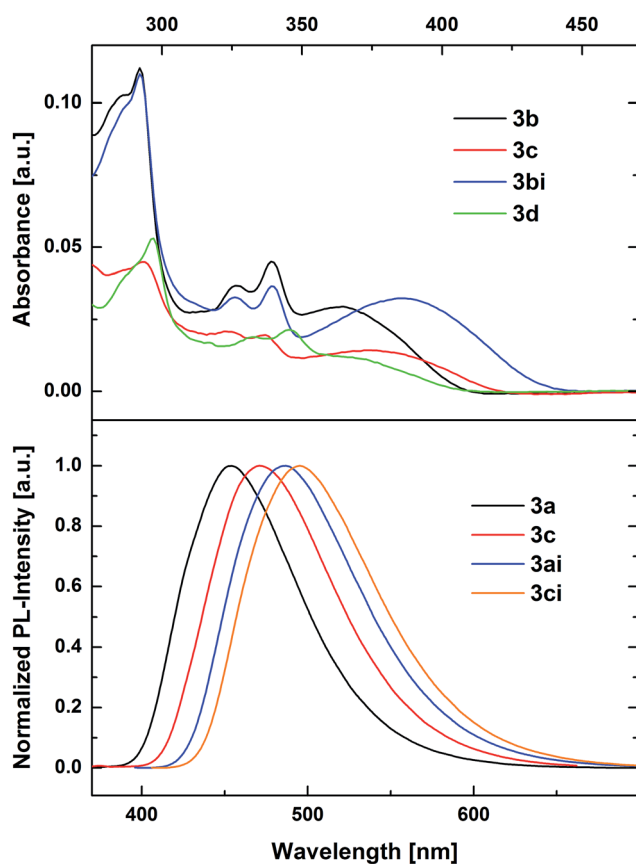 300 350 400 450
0.10
0.05
0.00
Absorbance [a.u.]
3b
3c
3bi
3d
1.0
0.8
0.6
0.4
0.2
0.0
Normalized PL-Intensity [a.u.]
3a
3c
3ai
3ci
400 500 600
Wavelength [nm]